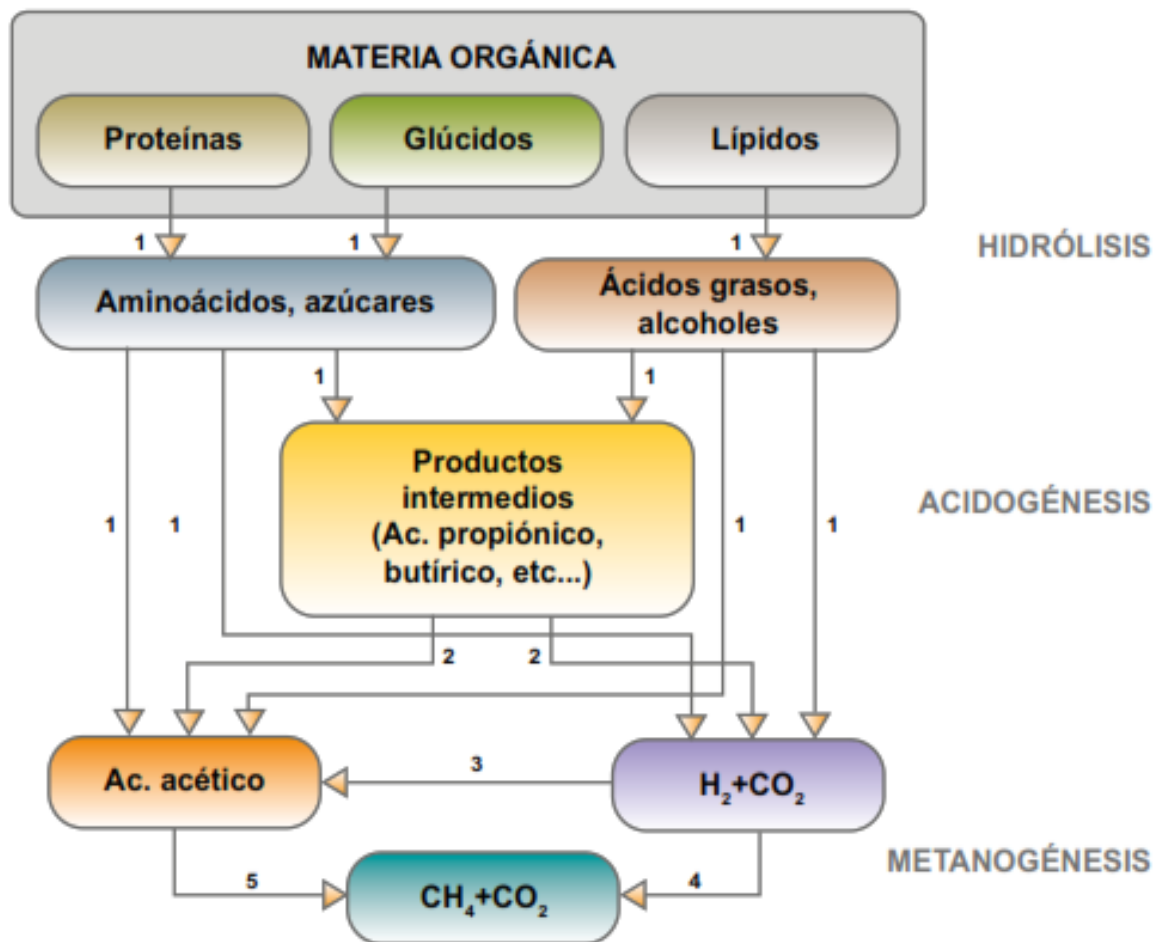 MATERIA ORGÁNICA
Proteínas
Glúcidos
Lípidos
1
1
1
HIDRÓLISIS
Aminoácidos, azúcares
Ácidos grasos,
alcoholes
1
1
Productos
intermedios
(Ac. propiónico,
butírico, etc...)
1
1
1
1
ACIDOGÉNESIS
2
2
Ac. acético
3
H₂+CO₂
METANOGÉNESIS
5
CH₄+CO₂
4